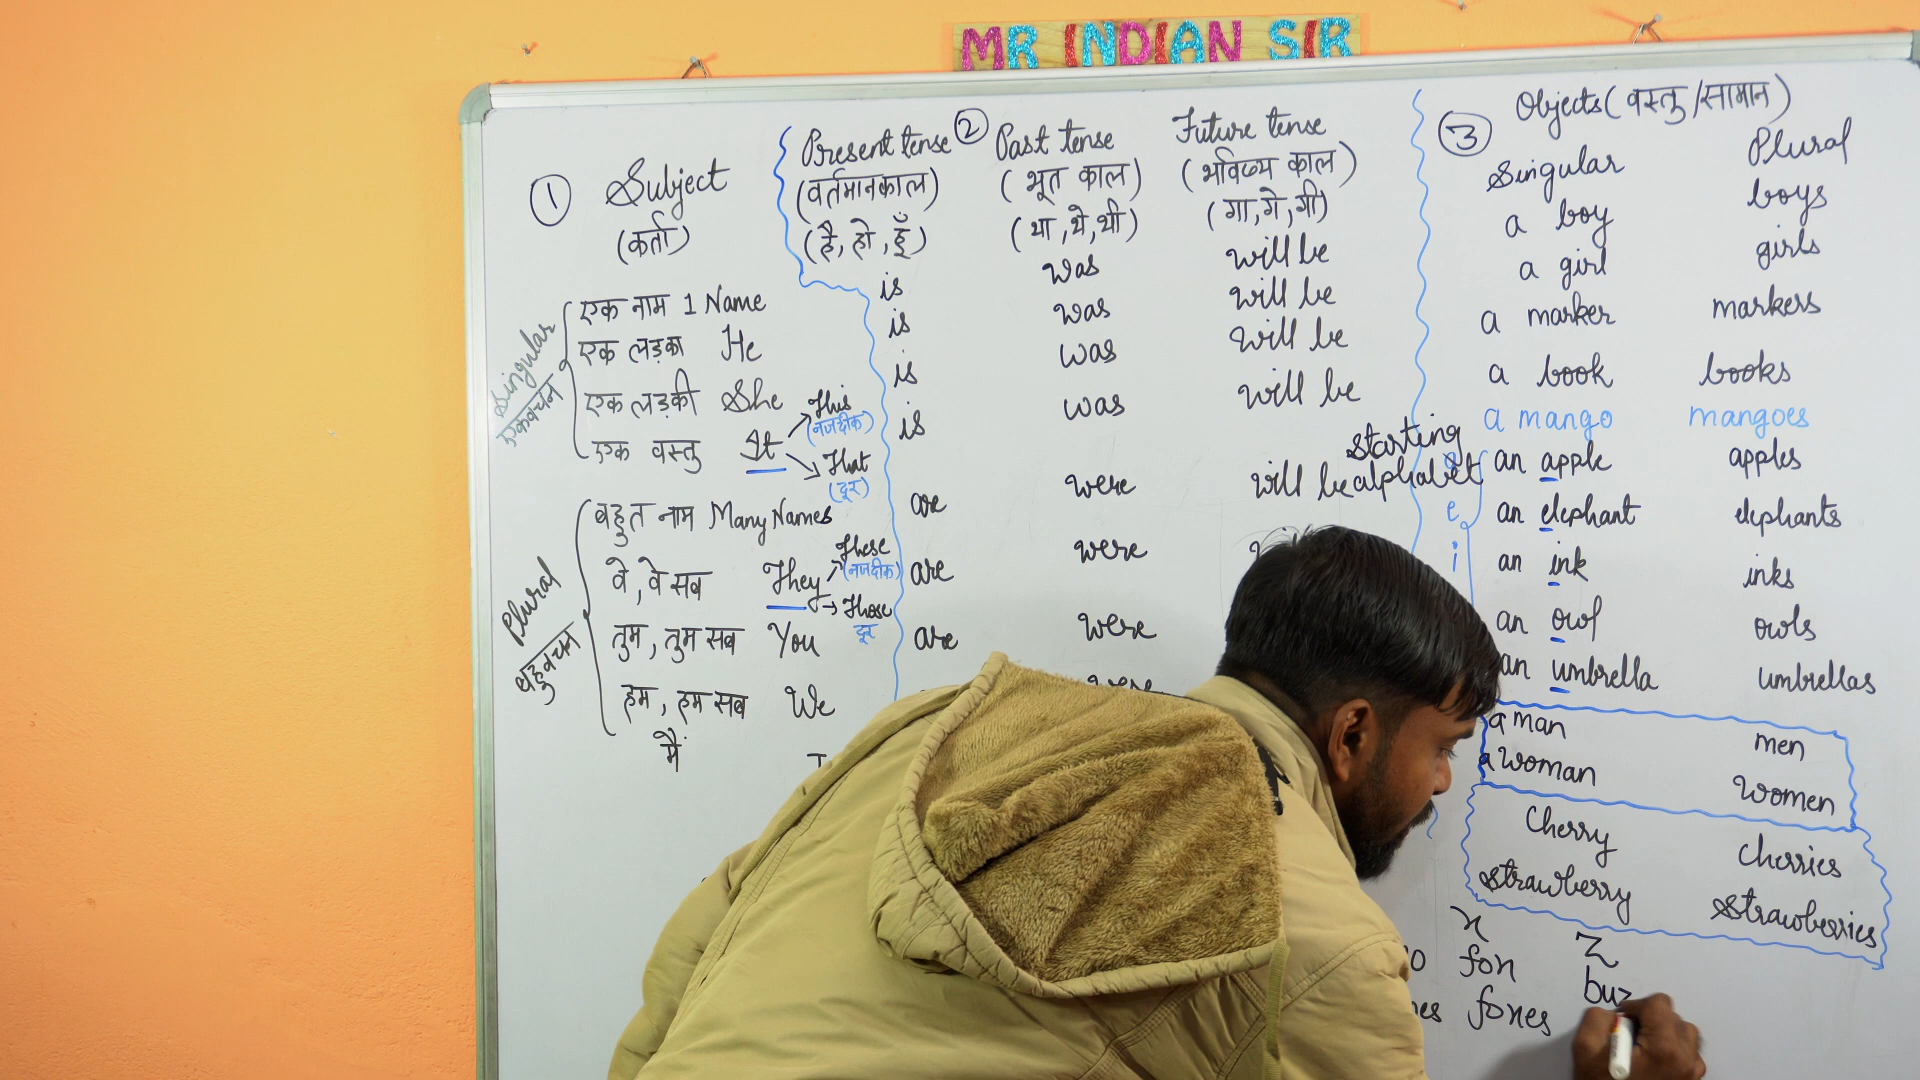 MR INDIAN SIR
① Subject
(कर्ता)
Singular
एकवचन
एक नाम 1 Name
एक लड़का He
एक लड़की She
एक वस्तु It
This
(नजदीक)
That
(दूर)
Plural
बहुवचन
बहुत नाम Many Names
वे, वे सब They
These
(नजदीक)
Those
दूर
तुम, तुम सब You
हम, हम सब We
मैं
②
Present tense
(वर्तमानकाल)
(है, हो, हूँ)
is
is
is
is
are
are
are
Past tense
(भूत काल)
(था, थे, थी)
was
was
was
was
were
were
were
were
Future tense
(भविष्य काल)
(गा, गे, गी)
will be
will be
will be
will be
will be
starting
alphabet
③ Objects (वस्तु/सामान)
Singular Plural
a boy boys
a girl girls
a marker markers
a book books
a mango mangoes
a an apple apples
e an elephant elephants
i an ink inks
an owl owls
an umbrella umbrellas
a man men
a woman women
Cherry Cherries
strawberry strawberries
x z
fox buz
foxes